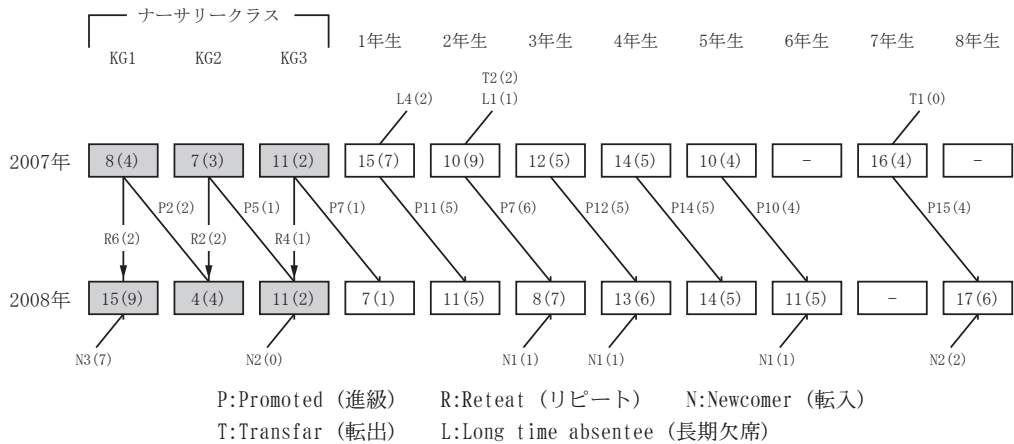 ナーサリークラス
KG1 KG2 KG3 1年生 2年生 3年生 4年生 5年生 6年生 7年生 8年生
T2(2)
L4(2) L1(1) T1(0)
2007年 8(4) 7(3) 11(2) 15(7) 10(9) 12(5) 14(5) 10(4) - 16(4) -
P2(2) P5(1) P7(1) P11(5) P7(6) P12(5) P14(5) P10(4) P15(4)
R6(2) R2(2) R4(1)
2008年 15(9) 4(4) 11(2) 7(1) 11(5) 8(7) 13(6) 14(5) 11(5) - 17(6)
N3(7) N2(0) N1(1) N1(1) N1(1) N2(2)
P:Promoted (進級) R:Reteat (リピート) N:Newcomer (転入)
T:Transfar (転出) L:Long time absentee (長期欠席)